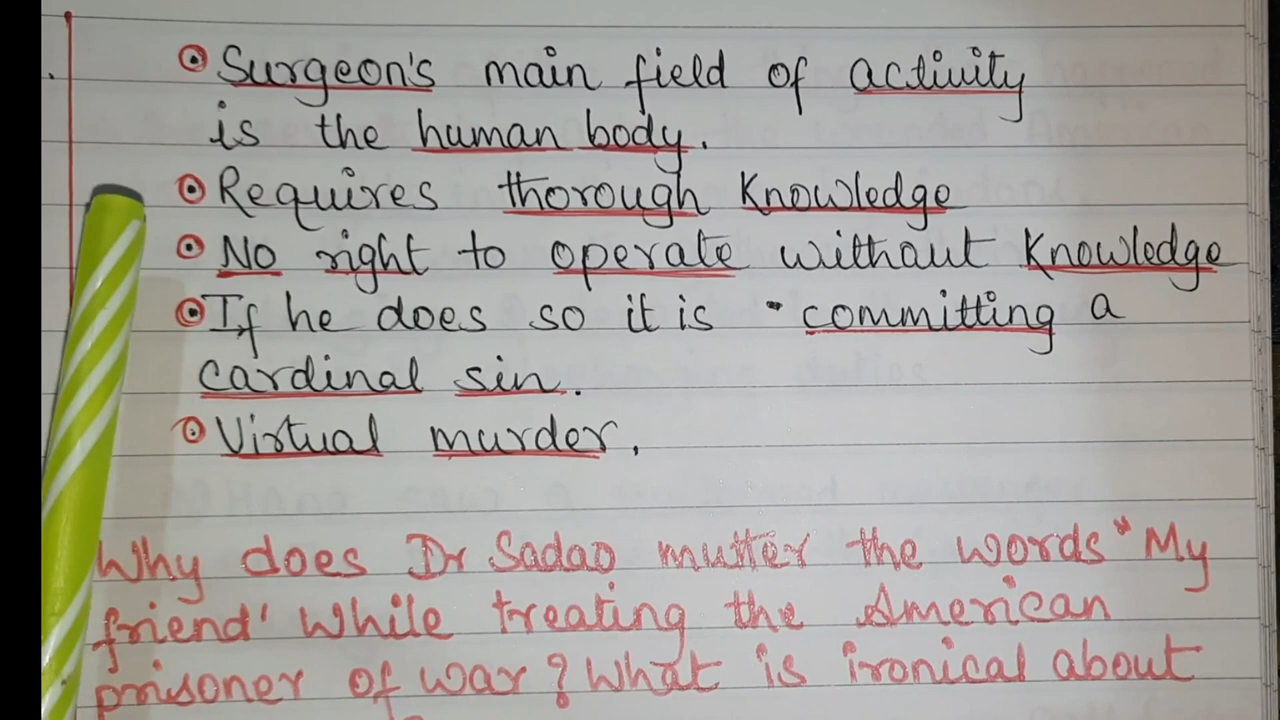 Surgeon's main field of activity
is the human body.
Requires thorough knowledge
No right to operate without knowledge
If he does so it is committing a
cardinal sin.
Virtual murder.
Why does Dr Sadao mutter the words "My
friend' while treating the American
prisoner of war? What is ironical about